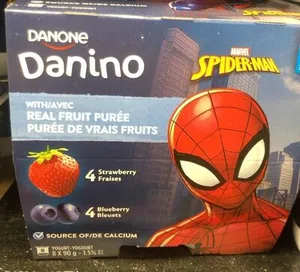 DANONE
Danino
MARVEL
SPIDER-MAN
WITH/AVEC
REAL FRUIT PURÉE
PURÉE DE VRAIS FRUITS
4 Strawberry
Fraises
4 Blueberry
Bleuets
SOURCE OF/DE CALCIUM
YOGURT-YOGOURT
8 X 90 g - 1.5%